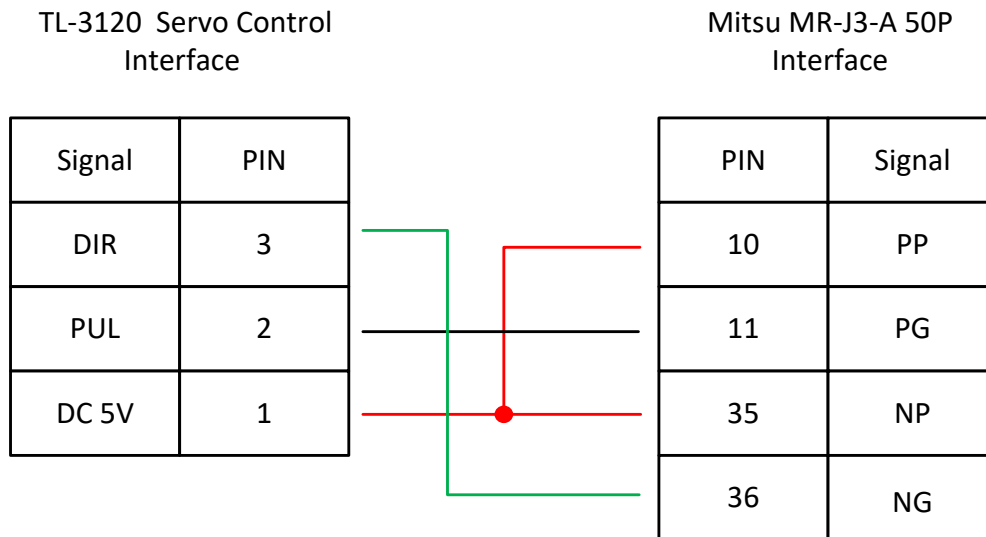 TL-3120 Servo Control
Interface
Mitsu MR-J3-A 50P
Interface
Signal PIN
DIR 3
PUL 2
DC 5V 1
PIN Signal
10 PP
11 PG
35 NP
36 NG